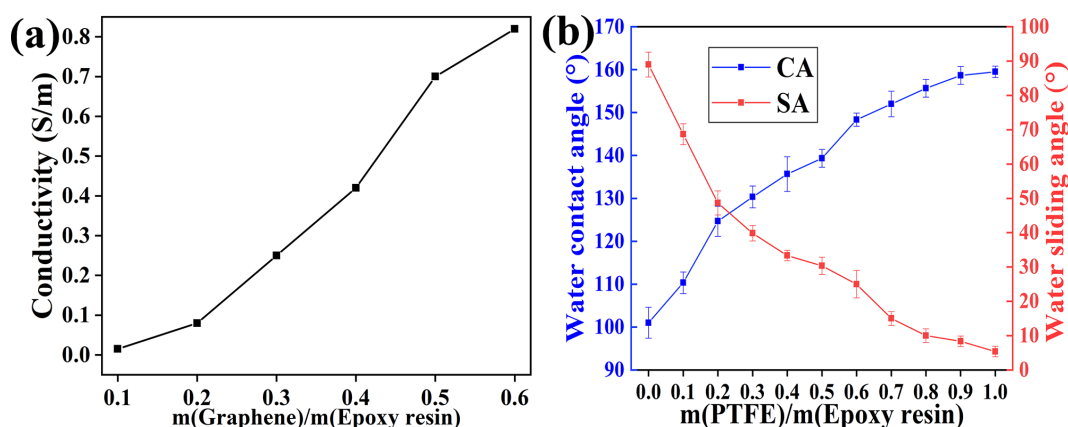 (a)
Conductivity (S/m)
0.8
0.7
0.6
0.5
0.4
0.3
0.2
0.1
0.0
0.1 0.2 0.3 0.4 0.5 0.6
m(Graphene)/m(Epoxy resin)
(b)
Water contact angle (°)
170
160
150
140
130
120
110
100
90
CA
SA
100
90
80
70
60
50
40
30
20
10
0
Water sliding angle (°)
0.0 0.1 0.2 0.3 0.4 0.5 0.6 0.7 0.8 0.9 1.0
m(PTFE)/m(Epoxy resin)